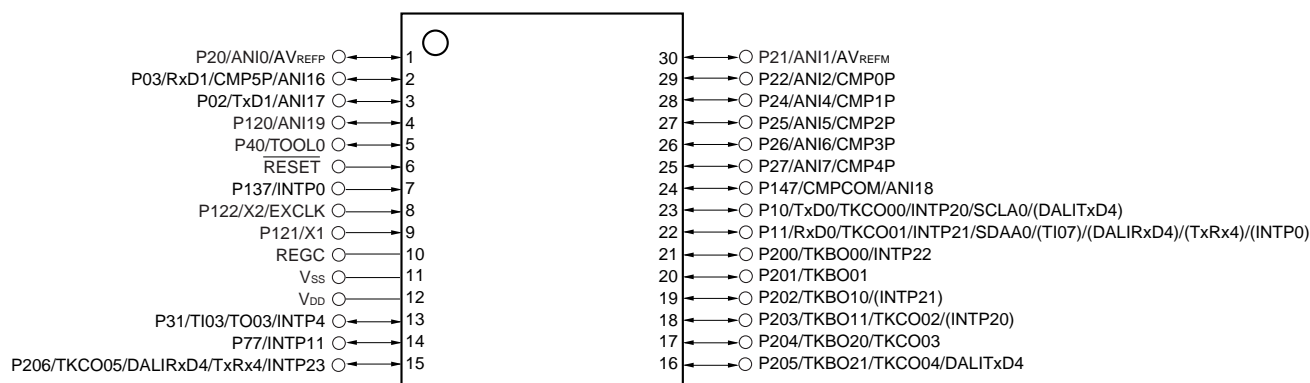 P20/ANI0/AVREFP 1 30 P21/ANI1/AVREFM
P03/RxD1/CMP5P/ANI16 2 29 P22/ANI2/CMP0P
P02/TxD1/ANI17 3 28 P24/ANI4/CMP1P
P120/ANI19 4 27 P25/ANI5/CMP2P
P40/TOOL0 5 26 P26/ANI6/CMP3P
RESET 6 25 P27/ANI7/CMP4P
P137/INTP0 7 24 P147/CMPCOM/ANI18
P122/X2/EXCLK 8 23 P10/TxD0/TKCO00/INTP20/SCLA0/(DALITxD4)
P121/X1 9 22 P11/RxD0/TKCO01/INTP21/SDAA0/(TI07)/(DALIRxD4)/(TxRx4)/(INTP0)
REGC 10 21 P200/TKBO00/INTP22
VSS 11 20 P201/TKBO01
VDD 12 19 P202/TKBO10/(INTP21)
P31/TI03/TO03/INTP4 13 18 P203/TKBO11/TKCO02/(INTP20)
P77/INTP11 14 17 P204/TKBO20/TKCO03
P206/TKCO05/DALIRxD4/TxRx4/INTP23 15 16 P205/TKBO21/TKCO04/DALITxD4